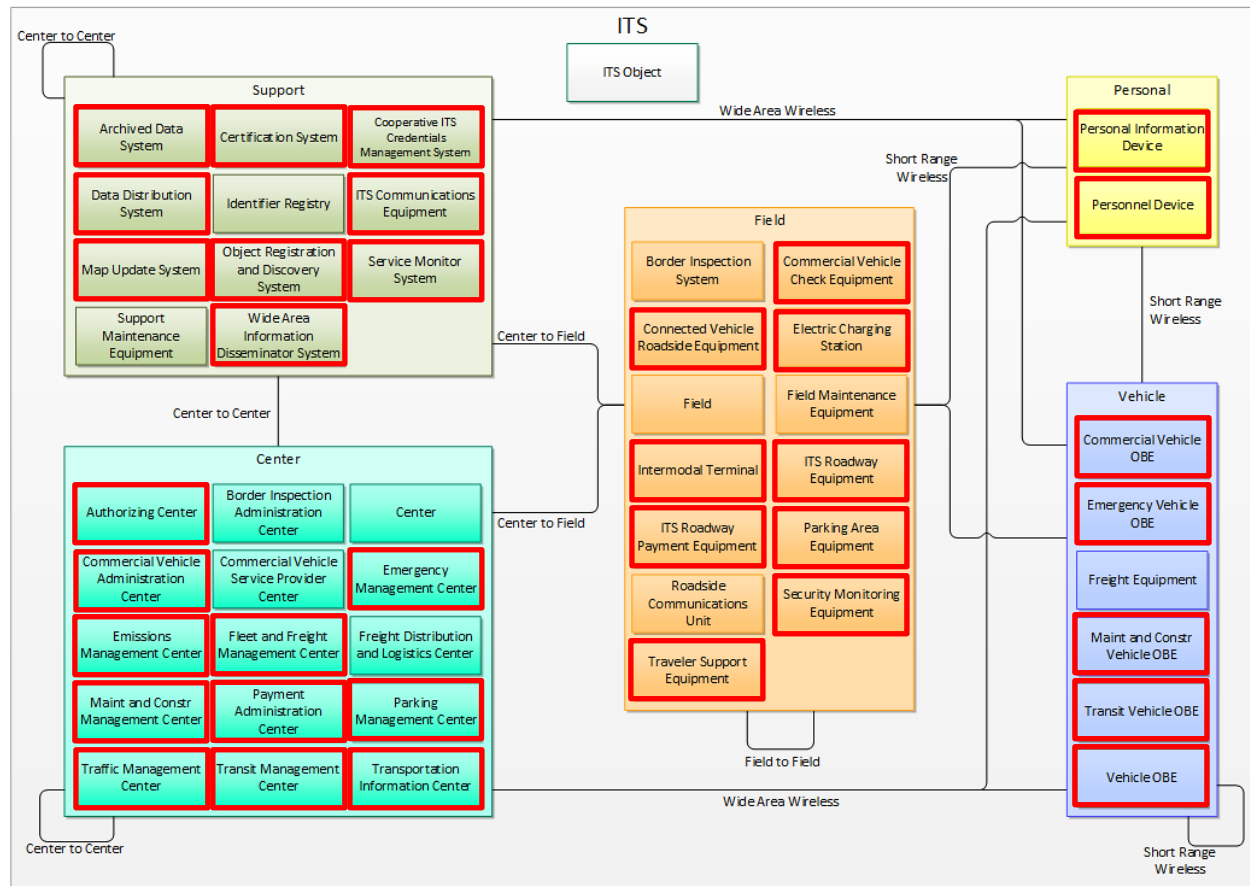 ITS
ITS Object
Center to Center
Support
Archived Data
System
Certification System
Cooperative ITS
Credentials
Management System
Data Distribution
System
Identifier Registry
ITS Communications
Equipment
Map Update System
Object Registration
and Discovery
System
Service Monitor
System
Support
Maintenance
Equipment
Wide Area
Information
Disseminator System
Center to Center
Center
Authorizing Center
Border Inspection
Administration
Center
Center
Commercial Vehicle
Administration
Center
Commercial Vehicle
Service Provider
Center
Emergency
Management Center
Emissions
Management Center
Fleet and Freight
Management Center
Freight Distribution
and Logistics Center
Maint and Constr
Management Center
Payment
Administration
Center
Parking
Management Center
Traffic Management
Center
Transit Management
Center
Transportation
Information Center
Center to Center
Center to Field
Center to Field
Field
Border Inspection
System
Commercial Vehicle
Check Equipment
Connected Vehicle
Roadside Equipment
Electric Charging
Station
Field
Field Maintenance
Equipment
Intermodal Terminal
ITS Roadway
Equipment
ITS Roadway
Payment Equipment
Parking Area
Equipment
Roadside
Communications
Unit
Security Monitoring
Equipment
Traveler Support
Equipment
Field to Field
Wide Area Wireless
Short Range
Wireless
Wide Area Wireless
Personal
Personal Information
Device
Personnel Device
Short Range
Wireless
Vehicle
Commercial Vehicle
OBE
Emergency Vehicle
OBE
Freight Equipment
Maint and Constr
Vehicle OBE
Transit Vehicle OBE
Vehicle OBE
Short Range
Wireless